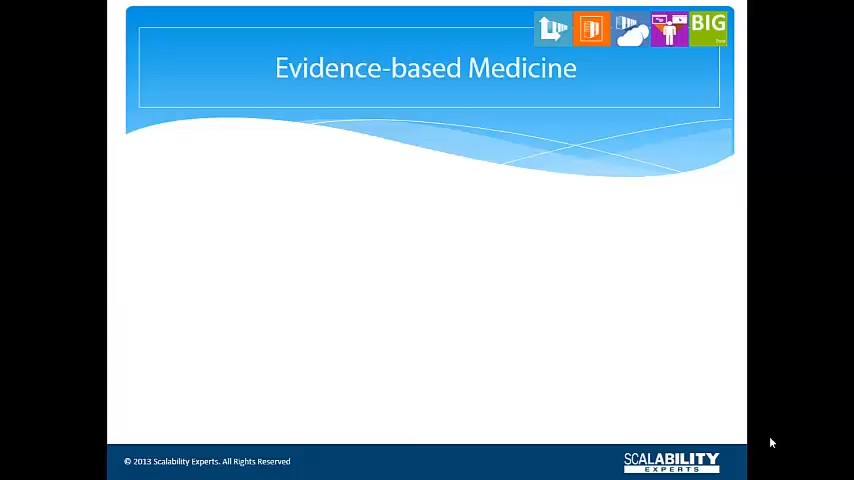 BIG
Evidence-based Medicine
© 2013 Scalability Experts. All Rights Reserved
SCALABILITY
EXPERTS